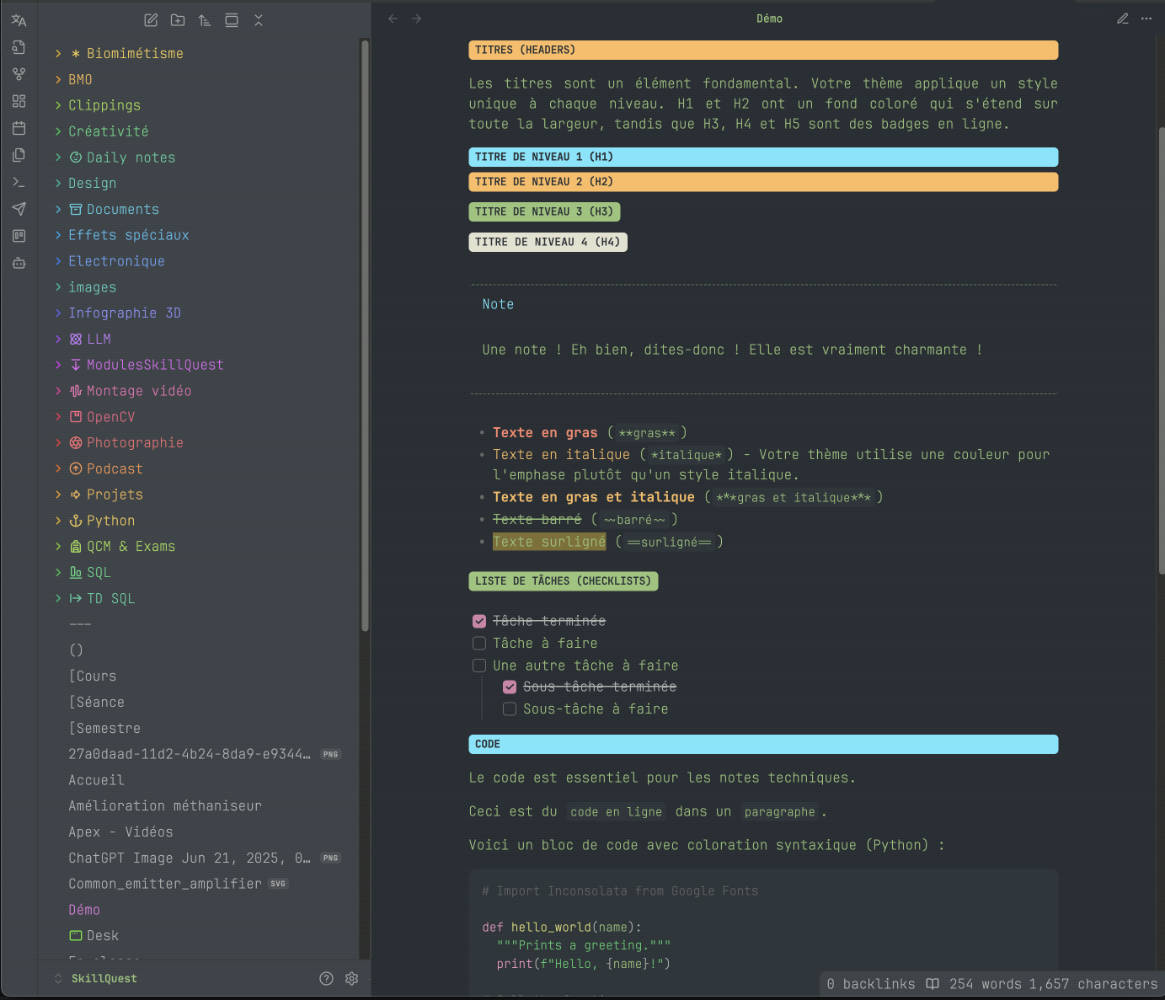 Démo
Biomimétisme
BMO
Clippings
Créativité
Daily notes
Design
Documents
Effets spéciaux
Electronique
images
Infographie 3D
LLM
ModulesSkillQuest
Montage vidéo
OpenCV
Photographie
Podcast
Projets
Python
QCM & Exams
SQL
TD SQL
---
()
[Cours
[Séance
[Semestre
27a0daad-11d2-4b24-8da9-e9344… PNG
Accueil
Amélioration méthaniseur
Apex - Vidéos
ChatGPT Image Jun 21, 2025, 0… PNG
Common_emitter_amplifier SVG
Démo
Desk
SkillQuest
TITRES (HEADERS)
Les titres sont un élément fondamental. Votre thème applique un style
unique à chaque niveau. H1 et H2 ont un fond coloré qui s'étend sur
toute la largeur, tandis que H3, H4 et H5 sont des badges en ligne.
TITRE DE NIVEAU 1 (H1)
TITRE DE NIVEAU 2 (H2)
TITRE DE NIVEAU 3 (H3)
TITRE DE NIVEAU 4 (H4)
Note
Une note ! Eh bien, dites-donc ! Elle est vraiment charmante !
• Texte en gras ( **gras** )
• Texte en italique ( *italique* ) - Votre thème utilise une couleur pour
l'emphase plutôt qu'un style italique.
• Texte en gras et italique ( ***gras et italique*** )
• Texte barré ( ~~barré~~ )
• Texte surligné ( ==surligné== )
LISTE DE TÂCHES (CHECKLISTS)
Tâche terminée
Tâche à faire
Une autre tâche à faire
Sous-tâche terminée
Sous-tâche à faire
CODE
Le code est essentiel pour les notes techniques.
Ceci est du code en ligne dans un paragraphe .
Voici un bloc de code avec coloration syntaxique (Python) :
# Import Inconsolata from Google Fonts
def hello_world(name):
"""Prints a greeting."""
print(f"Hello, {name}!")
0 backlinks 254 words 1,657 characters